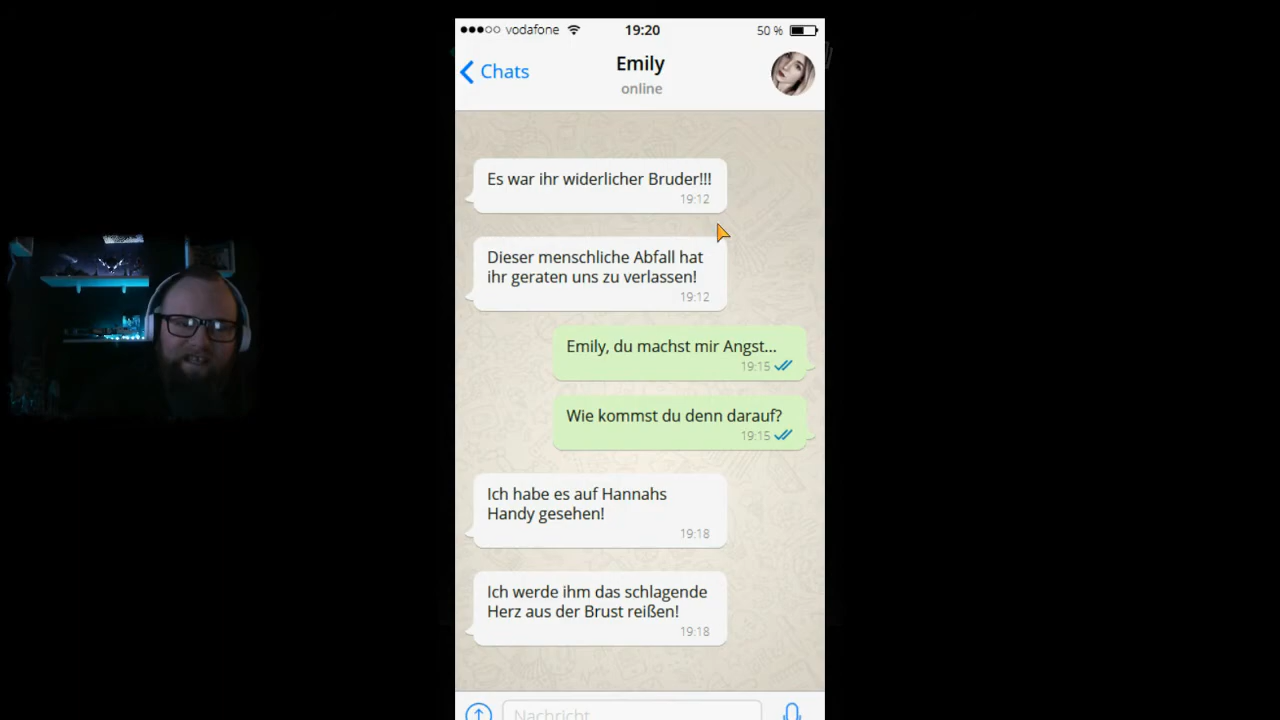 vodafone 19:20 50 %
Chats Emily
online
Es war ihr widerlicher Bruder!!!
19:12
Dieser menschliche Abfall hat
ihr geraten uns zu verlassen!
19:12
Emily, du machst mir Angst...
19:15
Wie kommst du denn darauf?
19:15
Ich habe es auf Hannahs
Handy gesehen!
19:18
Ich werde ihm das schlagende
Herz aus der Brust reißen!
19:18
Nachricht